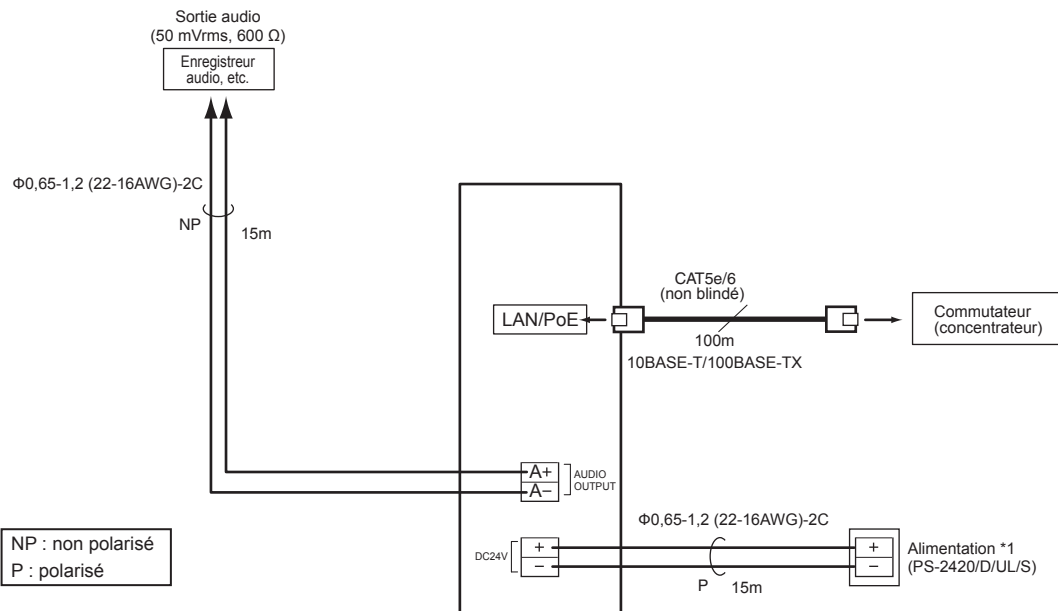 Sortie audio
(50 mVrms, 600 Ω)
Enregistreur
audio, etc.
Φ0,65-1,2 (22-16AWG)-2C
NP
15m
CAT5e/6
(non blindé)
LAN/PoE
100m
10BASE-T/100BASE-TX
Commutateur
(concentrateur)
A+
A−
AUDIO
OUTPUT
Φ0,65-1,2 (22-16AWG)-2C
DC24V
+
−
P
15m
+
−
Alimentation *1
(PS-2420/D/UL/S)
NP : non polarisé
P : polarisé